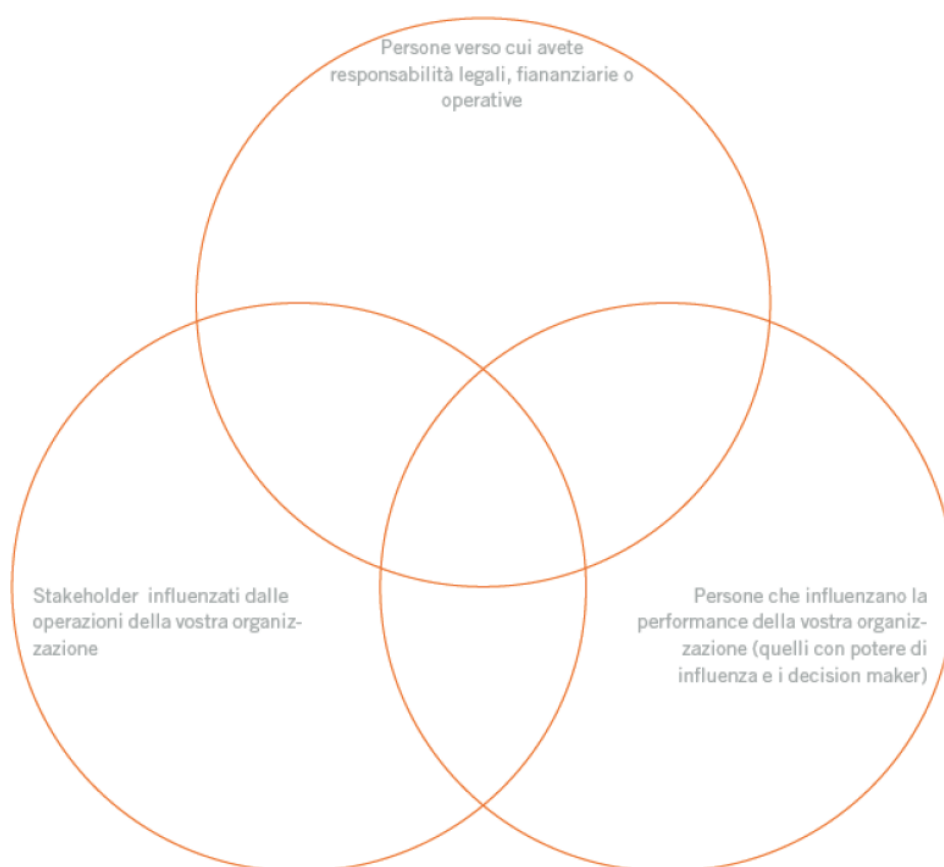 Persone verso cui avete
responsabilità legali, fiananziarie o
operative
Stakeholder influenzati dalle
operazioni della vostra organiz-
zazione
Persone che influenzano la
performance della vostra organiz-
zazione (quelli con potere di
influenza e i decision maker)